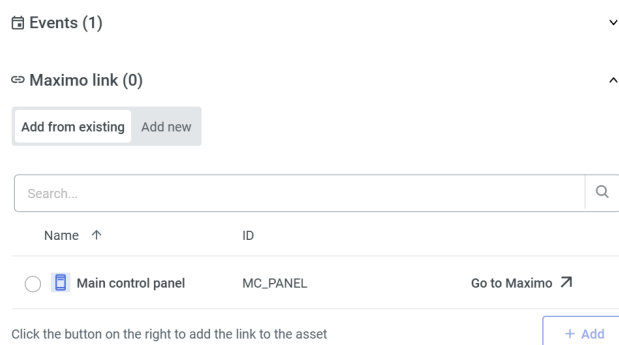 Events (1)
Maximo link (0)
Add from existing Add new
Search...
Name ↑ ID
Main control panel MC_PANEL Go to Maximo
Click the button on the right to add the link to the asset + Add